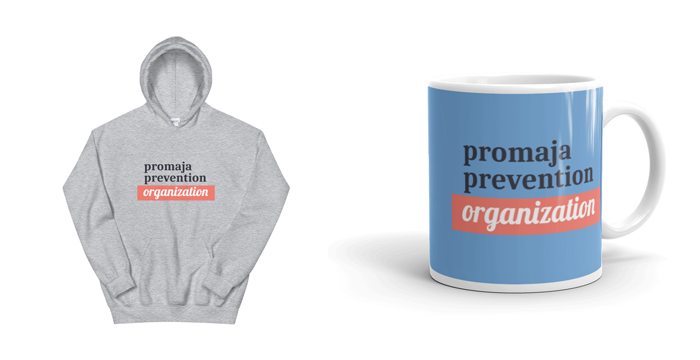 promaja
prevention
organization
promaja
prevention
organization